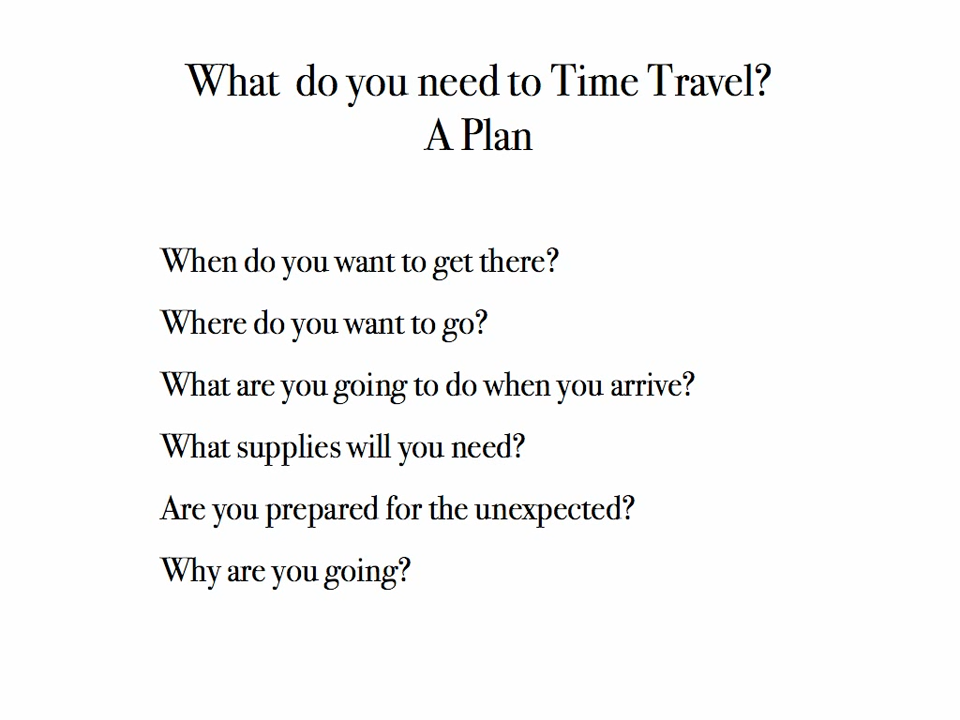 What  do you need to Time Travel?
A Plan
When do you want to get there?
Where do you want to go?
What are you going to do when you arrive?
What supplies will you need?
Are you prepared for the unexpected?
Why are you going?